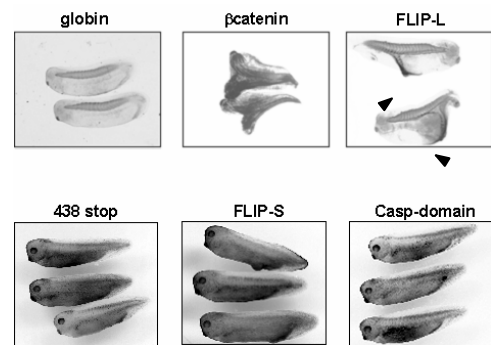 globin
βcatenin
FLIP-L
438 stop
FLIP-S
Casp-domain